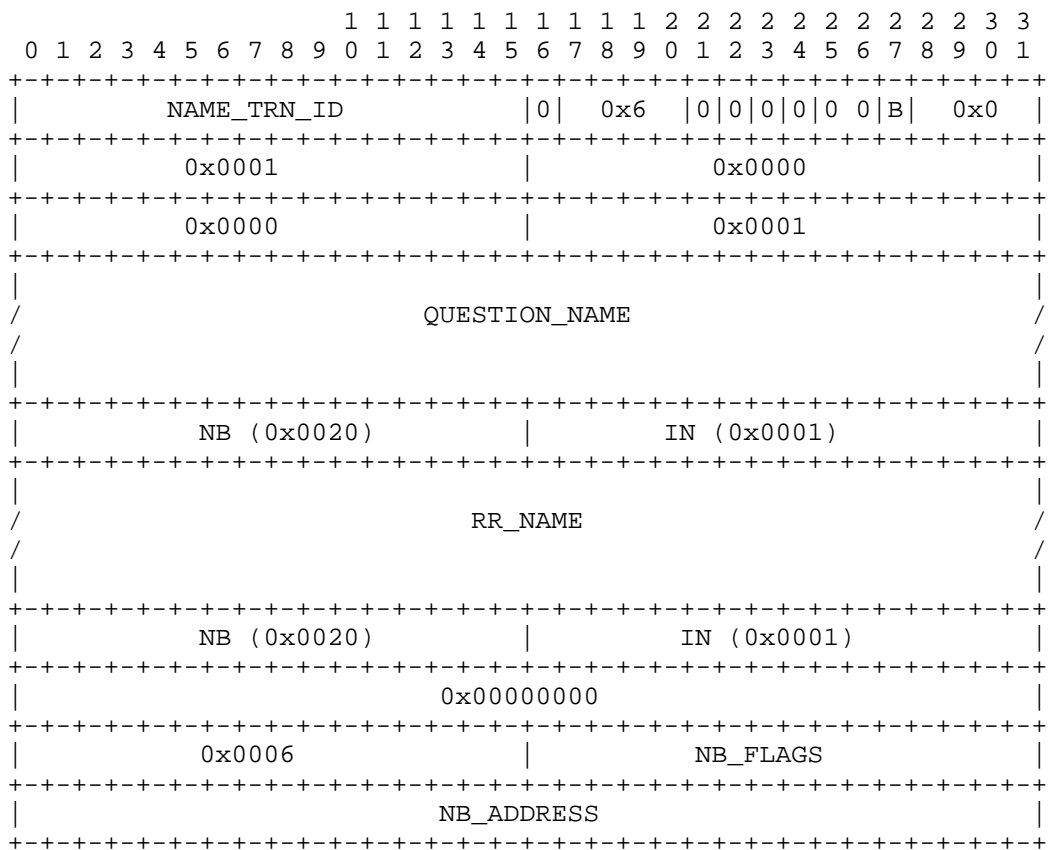 1 1 1 1 1 1 1 1 1 1 2 2 2 2 2 2 2 2 2 2 3 3
 0 1 2 3 4 5 6 7 8 9 0 1 2 3 4 5 6 7 8 9 0 1 2 3 4 5 6 7 8 9 0 1
+-+-+-+-+-+-+-+-+-+-+-+-+-+-+-+-+-+-+-+-+-+-+-+-+-+-+-+-+-+-+-+-+
|         NAME_TRN_ID           |0|  0x6  |0|0|0|0|0 0|B|  0x0  |
+-+-+-+-+-+-+-+-+-+-+-+-+-+-+-+-+-+-+-+-+-+-+-+-+-+-+-+-+-+-+-+-+
|          0x0001               |           0x0000              |
+-+-+-+-+-+-+-+-+-+-+-+-+-+-+-+-+-+-+-+-+-+-+-+-+-+-+-+-+-+-+-+-+
|          0x0000               |           0x0001              |
+-+-+-+-+-+-+-+-+-+-+-+-+-+-+-+-+-+-+-+-+-+-+-+-+-+-+-+-+-+-+-+-+
|                                                               |
/                         QUESTION_NAME                         /
/                                                               /
|                                                               |
+-+-+-+-+-+-+-+-+-+-+-+-+-+-+-+-+-+-+-+-+-+-+-+-+-+-+-+-+-+-+-+-+
|           NB (0x0020)         |        IN (0x0001)            |
+-+-+-+-+-+-+-+-+-+-+-+-+-+-+-+-+-+-+-+-+-+-+-+-+-+-+-+-+-+-+-+-+
|                                                               |
/                            RR_NAME                            /
/                                                               /
|                                                               |
+-+-+-+-+-+-+-+-+-+-+-+-+-+-+-+-+-+-+-+-+-+-+-+-+-+-+-+-+-+-+-+-+
|           NB (0x0020)         |         IN (0x0001)           |
+-+-+-+-+-+-+-+-+-+-+-+-+-+-+-+-+-+-+-+-+-+-+-+-+-+-+-+-+-+-+-+-+
|                          0x00000000                           |
+-+-+-+-+-+-+-+-+-+-+-+-+-+-+-+-+-+-+-+-+-+-+-+-+-+-+-+-+-+-+-+-+
|           0x0006              |          NB_FLAGS             |
+-+-+-+-+-+-+-+-+-+-+-+-+-+-+-+-+-+-+-+-+-+-+-+-+-+-+-+-+-+-+-+-+
|                          NB_ADDRESS                           |
+-+-+-+-+-+-+-+-+-+-+-+-+-+-+-+-+-+-+-+-+-+-+-+-+-+-+-+-+-+-+-+-+